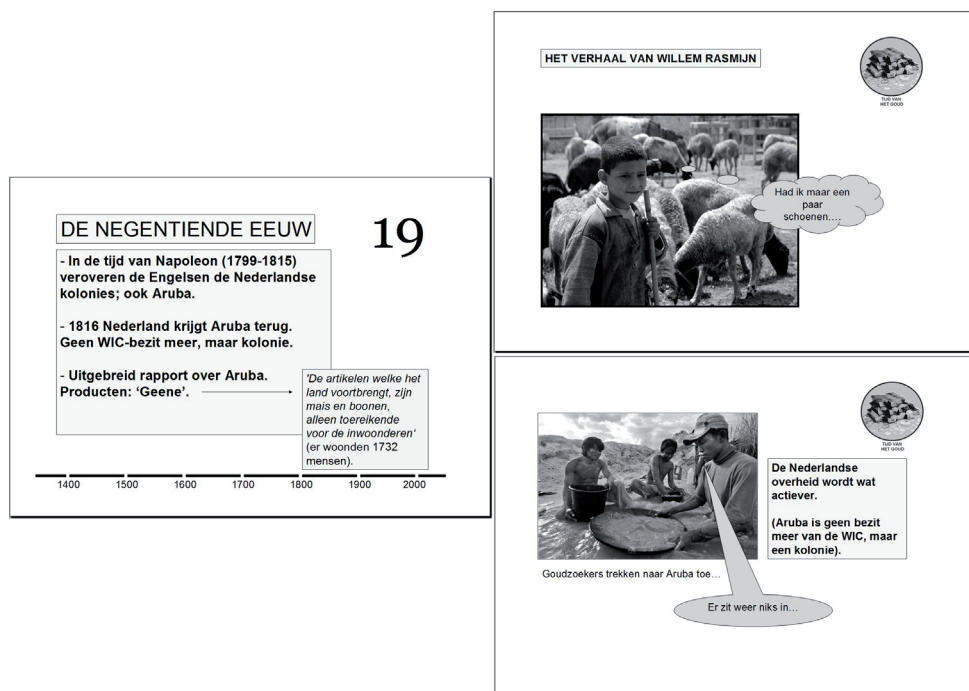 DE NEGENTIENDE EEUW
19
- In de tijd van Napoleon (1799-1815)
veroveren de Engelsen de Nederlandse
kolonies; ook Aruba.
- 1816 Nederland krijgt Aruba terug.
Geen WIC-bezit meer, maar kolonie.
- Uitgebreid rapport over Aruba.
Producten: ‘Geene’.
'De artikelen welke het
land voortbrengt, zijn
mais en boonen,
alleen toereikende
voor de inwoonderen‘
(er woonden 1732
mensen).
1400 1500 1600 1700 1800 1900 2000
HET VERHAAL VAN WILLEM RASMIJN
TIJD VAN
HET GOUD
Had ik maar een
paar
schoenen….
TIJD VAN
HET GOUD
De Nederlandse
overheid wordt wat
actiever.
(Aruba is geen bezit
meer van de WIC, maar
een kolonie).
Goudzoekers trekken naar Aruba toe…
Er zit weer niks in…